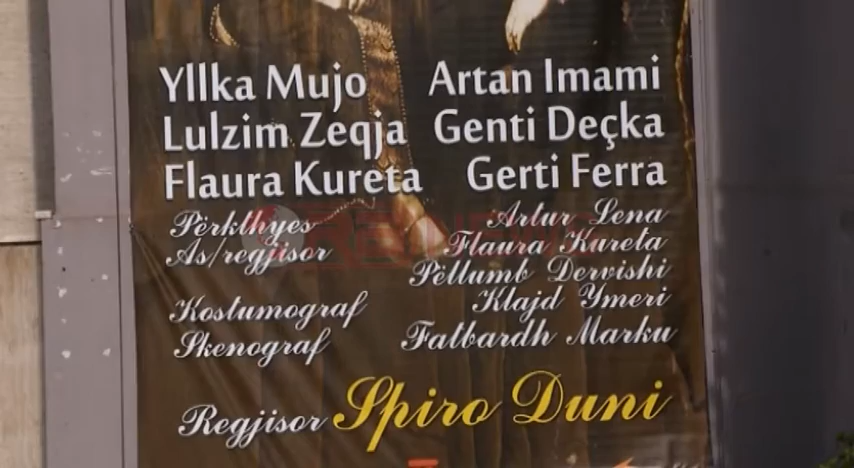 Yllka Mujo Artan Imami
Lulzim Zeqja Genti Deçka
Flaura Kureta Gerti Ferra
Përkthyes Artur Lena
As/regjisor Flaura Kureta
Pëllumb Dervishi
Kostumograf Klajd Ymeri
Skenograf Fatbardh Marku
Regjisor Spiro Duni